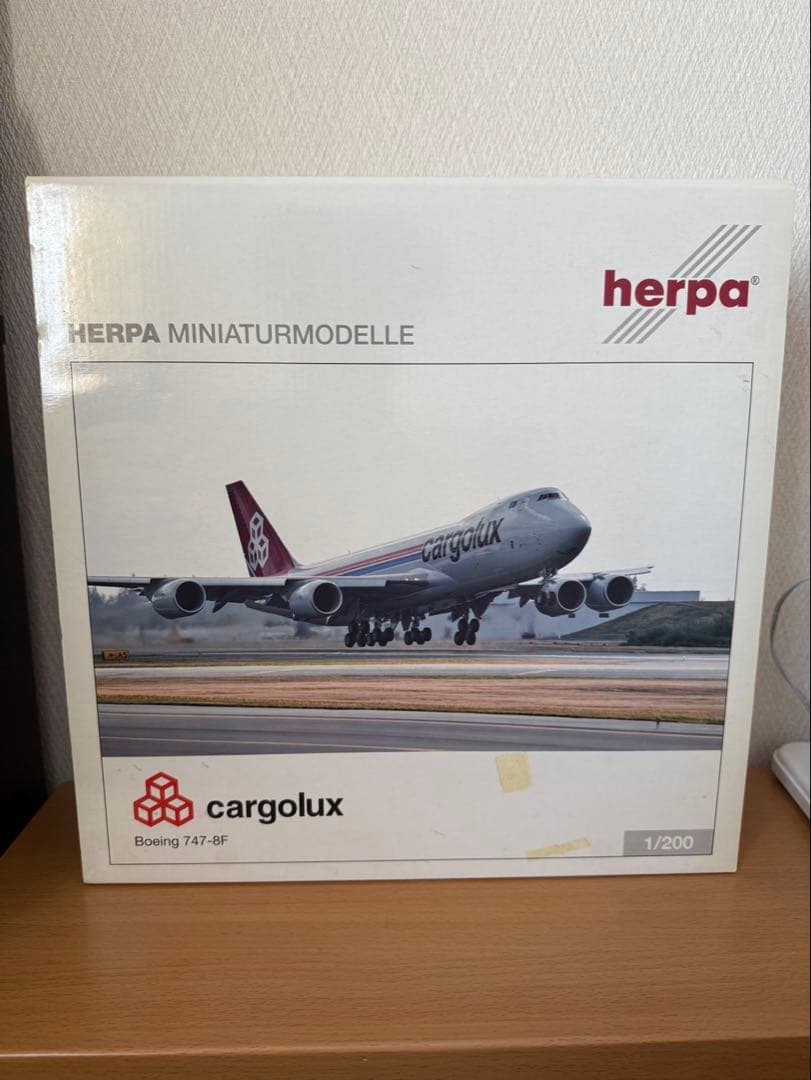 herpa®
HERPA MINIATURMODELLE
cargolux
cargolux
Boeing 747-8F
1/200